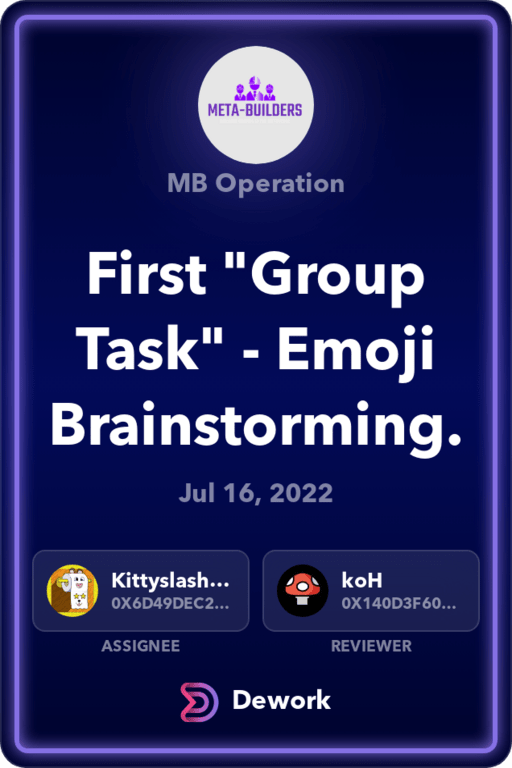 META-BUILDERS
MB Operation
First "Group
Task" - Emoji
Brainstorming.
Jul 16, 2022
Kittyslash...
0X6D49DEC2...
koH
0X140D3F60...
ASSIGNEE
REVIEWER
Dework